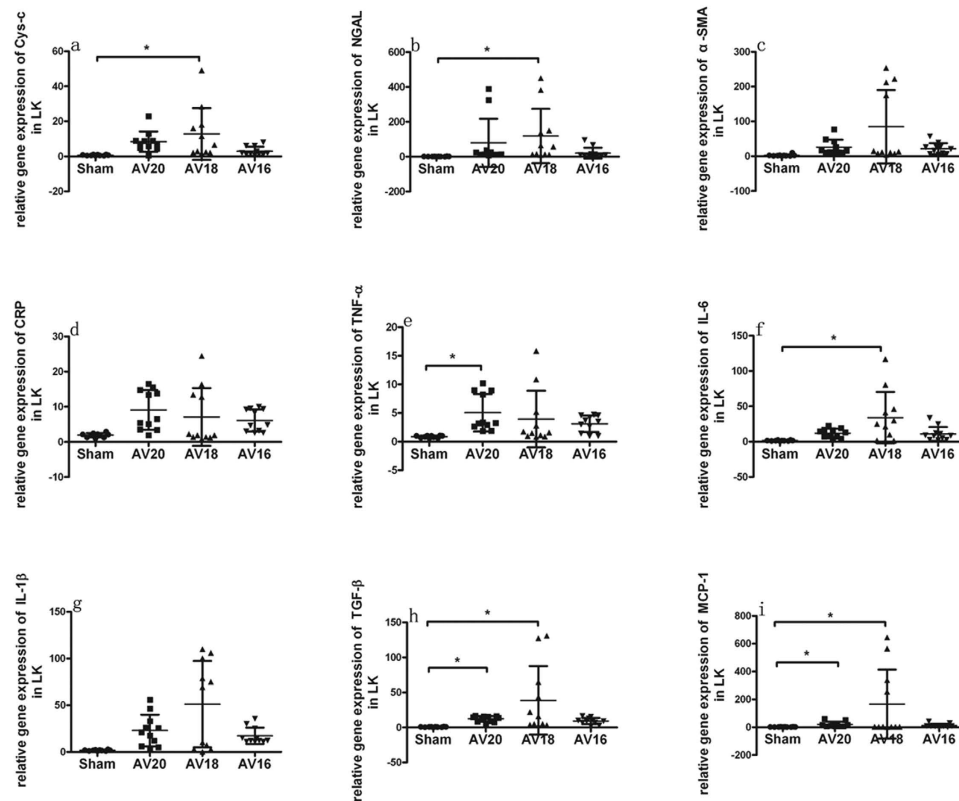 a
relative gene expression of Cys-c
in LK
60
40
20
0
-20
*
Sham AV20 AV18 AV16
b
relative gene expression of NGAL
in LK
600
400
200
0
-200
*
Sham AV20 AV18 AV16
c
relative gene expression of α-SMA
in LK
300
200
100
0
-100
Sham AV20 AV18 AV16
d
relative gene expression of CRP
in LK
30
20
10
0
-10
Sham AV20 AV18 AV16
e
relative gene expression of TNF-α
in LK
20
15
10
5
0
-5
*
Sham AV20 AV18 AV16
f
relative gene expression of IL-6
in LK
150
100
50
0
-50
*
Sham AV20 AV18 AV16
g
relative gene expression of IL-1β
in LK
150
100
50
0
Sham AV20 AV18 AV16
h
relative gene expression of TGF-β
in LK
150
100
50
0
-50
*
*
Sham AV20 AV18 AV16
i
relative gene expression of MCP-1
in LK
800
600
400
200
0
-200
*
*
Sham AV20 AV18 AV16